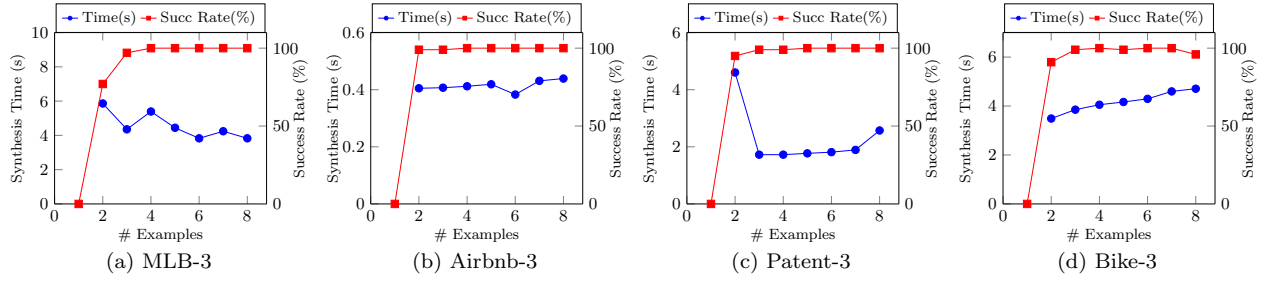 Time(s) Succ Rate(%)
10
8
6
4
2
0
100
50
0
0 2 4 6 8
Synthesis Time (s)
Success Rate (%)
# Examples
(a) MLB-3
Time(s) Succ Rate(%)
0.6
0.4
0.2
0
100
50
0
0 2 4 6 8
Synthesis Time (s)
Success Rate (%)
# Examples
(b) Airbnb-3
Time(s) Succ Rate(%)
6
4
2
0
100
50
0
0 2 4 6 8
Synthesis Time (s)
Success Rate (%)
# Examples
(c) Patent-3
Time(s) Succ Rate(%)
6
4
2
0
100
50
0
0 2 4 6 8
Synthesis Time (s)
Success Rate (%)
# Examples
(d) Bike-3